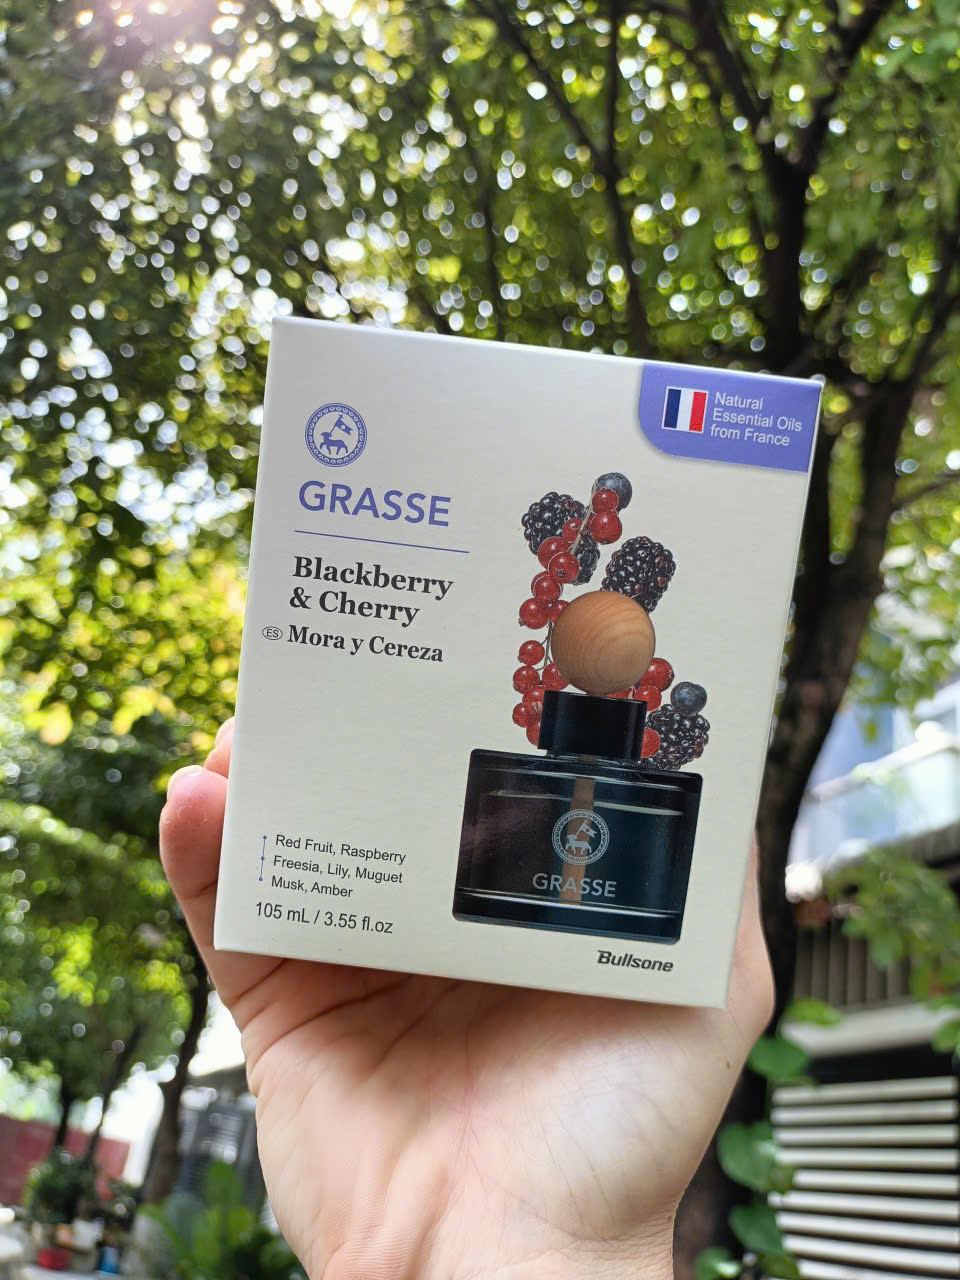 Natural
Essential Oils
from France
GRASSE
Blackberry
& Cherry
ES Mora y Cereza
GRASSE
Red Fruit, Raspberry
Freesia, Lily, Muguet
Musk, Amber
105 mL / 3.55 fl.oz
Bullsone